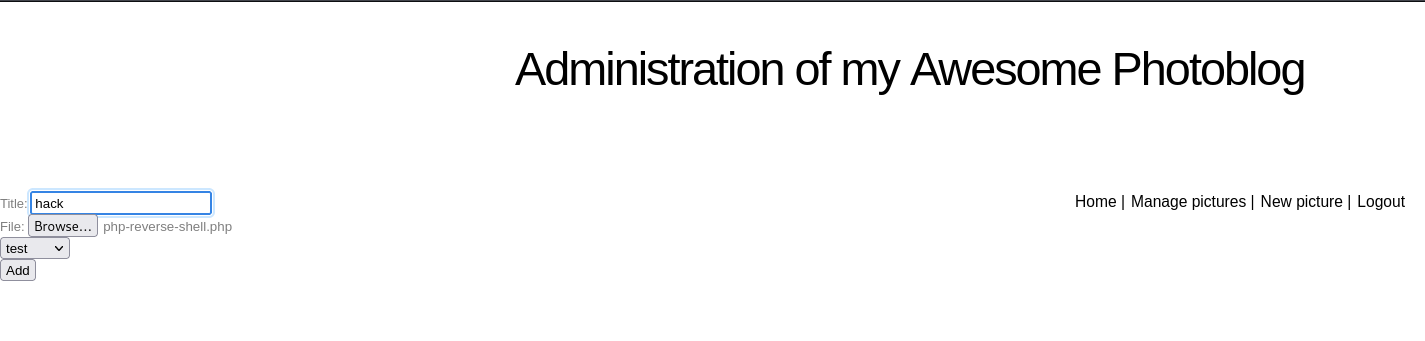 Administration of my Awesome Photoblog
Home | Manage pictures | New picture | Logout
Title: hack
File: Browse... php-reverse-shell.php
test
Add